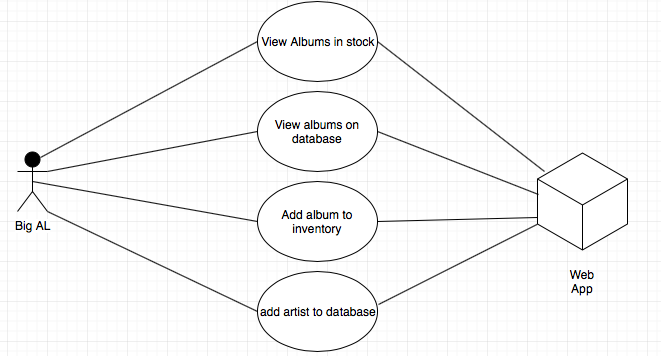 View Albums in stock
View albums on
database
Big AL
Add album to
inventory
Web
App
add artist to database